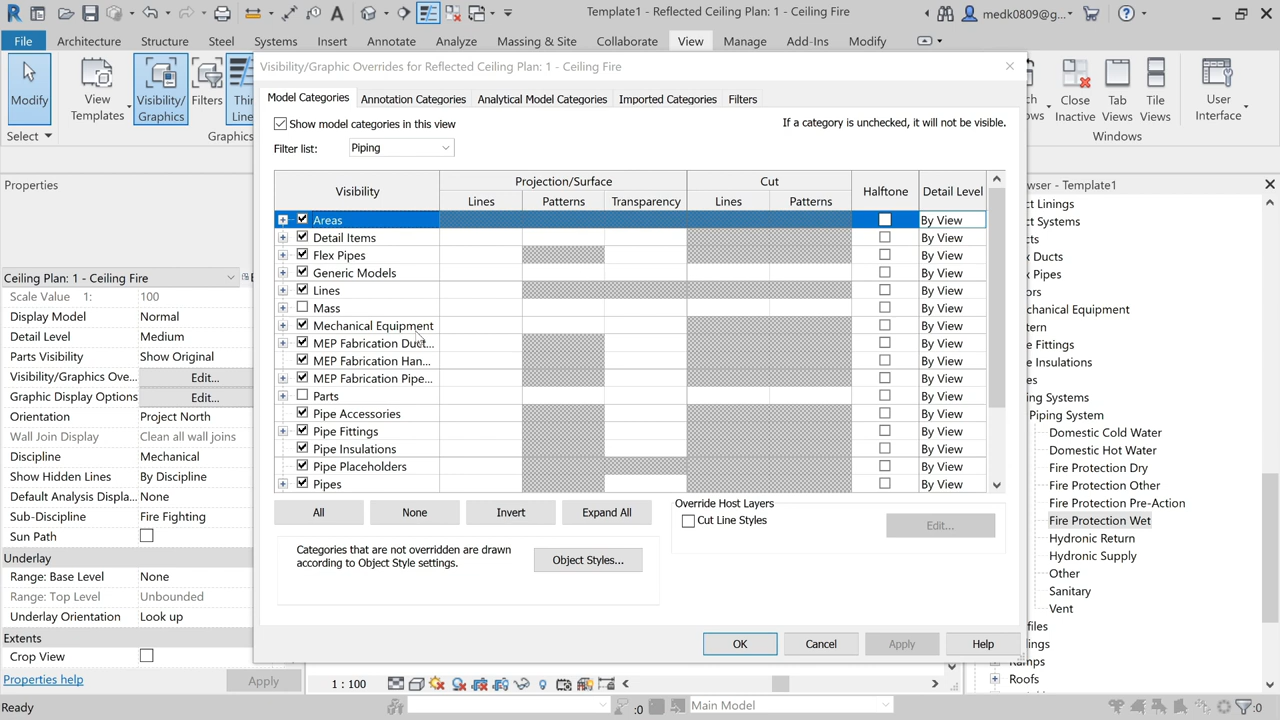 Template1 - Reflected Ceiling Plan: 1 - Ceiling Fire
medk0809@g...
File Architecture Structure Steel Systems Insert Annotate Analyze Massing & Site Collaborate View Manage Add-Ins Modify
Modify
View
Templates
Visibility/
Graphics
Filters
Thin
Lines
Close
Inactive
Tab
Views
Tile
Views
User
Interface
Select
Graphics
Windows
Properties
Ceiling Plan: 1 - Ceiling Fire
Scale Value 1: 100
Display Model Normal
Detail Level Medium
Parts Visibility Show Original
Visibility/Graphics Ove... Edit...
Graphic Display Options Edit...
Orientation Project North
Wall Join Display Clean all wall joins
Discipline Mechanical
Show Hidden Lines By Discipline
Default Analysis Displa... None
Sub-Discipline Fire Fighting
Sun Path
Underlay
Range: Base Level None
Range: Top Level Unbounded
Underlay Orientation Look up
Extents
Crop View
Properties help Apply
Ready
Visibility/Graphic Overrides for Reflected Ceiling Plan: 1 - Ceiling Fire
Model Categories Annotation Categories Analytical Model Categories Imported Categories Filters
Show model categories in this view If a category is unchecked, it will not be visible.
Filter list: Piping
Visibility Projection/Surface Cut Halftone Detail Level
Lines Patterns Transparency Lines Patterns
Areas By View
Detail Items By View
Flex Pipes By View
Generic Models By View
Lines By View
Mass By View
Mechanical Equipment By View
MEP Fabrication Duct... By View
MEP Fabrication Han... By View
MEP Fabrication Pipe... By View
Parts By View
Pipe Accessories By View
Pipe Fittings By View
Pipe Insulations By View
Pipe Placeholders By View
Pipes By View
All None Invert Expand All
Override Host Layers
Cut Line Styles Edit...
Categories that are not overridden are drawn
according to Object Style settings.
Object Styles...
OK Cancel Apply Help
1 : 100
:0
Main Model
:0
wser - Template1
Fire Protection Dry
Domestic Cold Water
Domestic Hot Water
Fire Protection Other
Fire Protection Pre-Action
Fire Protection Wet
Hydronic Return
Hydronic Supply
Other
Sanitary
Vent
Piping System
Ramps
Roofs